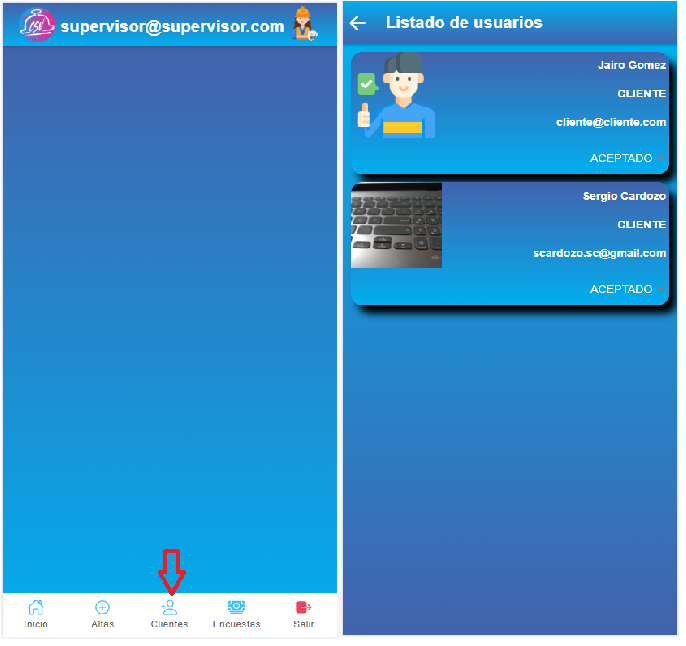 supervisor@supervisor.com
Inicio
Altas
Clientes
Encuestas
Salir
Listado de usuarios
Jairo Gomez
CLIENTE
cliente@cliente.com
ACEPTADO
Sergio Cardozo
CLIENTE
scardozo.sc@gmail.com
ACEPTADO